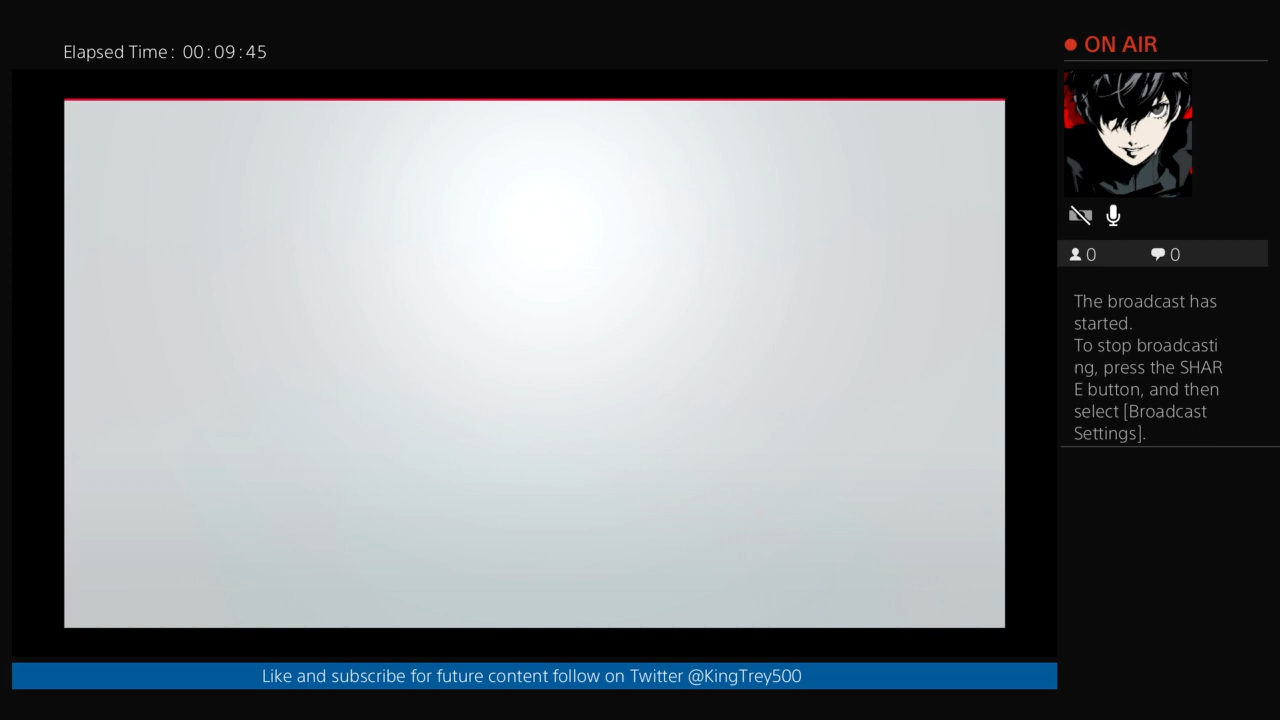 Elapsed Time: 00:09:45
ON AIR
0 0
The broadcast has
started.
To stop broadcasti
ng, press the SHAR
E button, and then
select [Broadcast
Settings].
Like and subscribe for future content follow on Twitter @KingTrey500